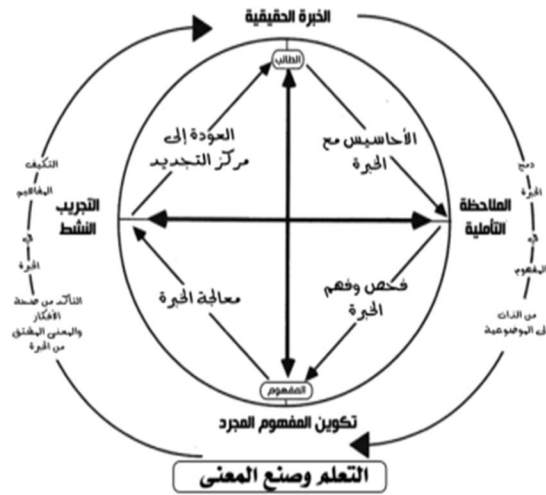 الخبرة الحقيقية
الطالب
الأحاسيس مع
الخبرة
العودة إلى
مركز التجديد
الملاحظة
التأملية
التجريب
النشط
فحص وفهم
الخبرة
معالجة الخبرة
المفهوم
تكوين المفهوم المجرد
دمج
الخبرة
في
المفهوم
من الذات
إلى الموضوعية
التكيف
المفاهيم
في
الخبرة
التأكد من صحة
الأفكار
والمعنى المشتق
من الخبرة
التعلم وصنع المعنى